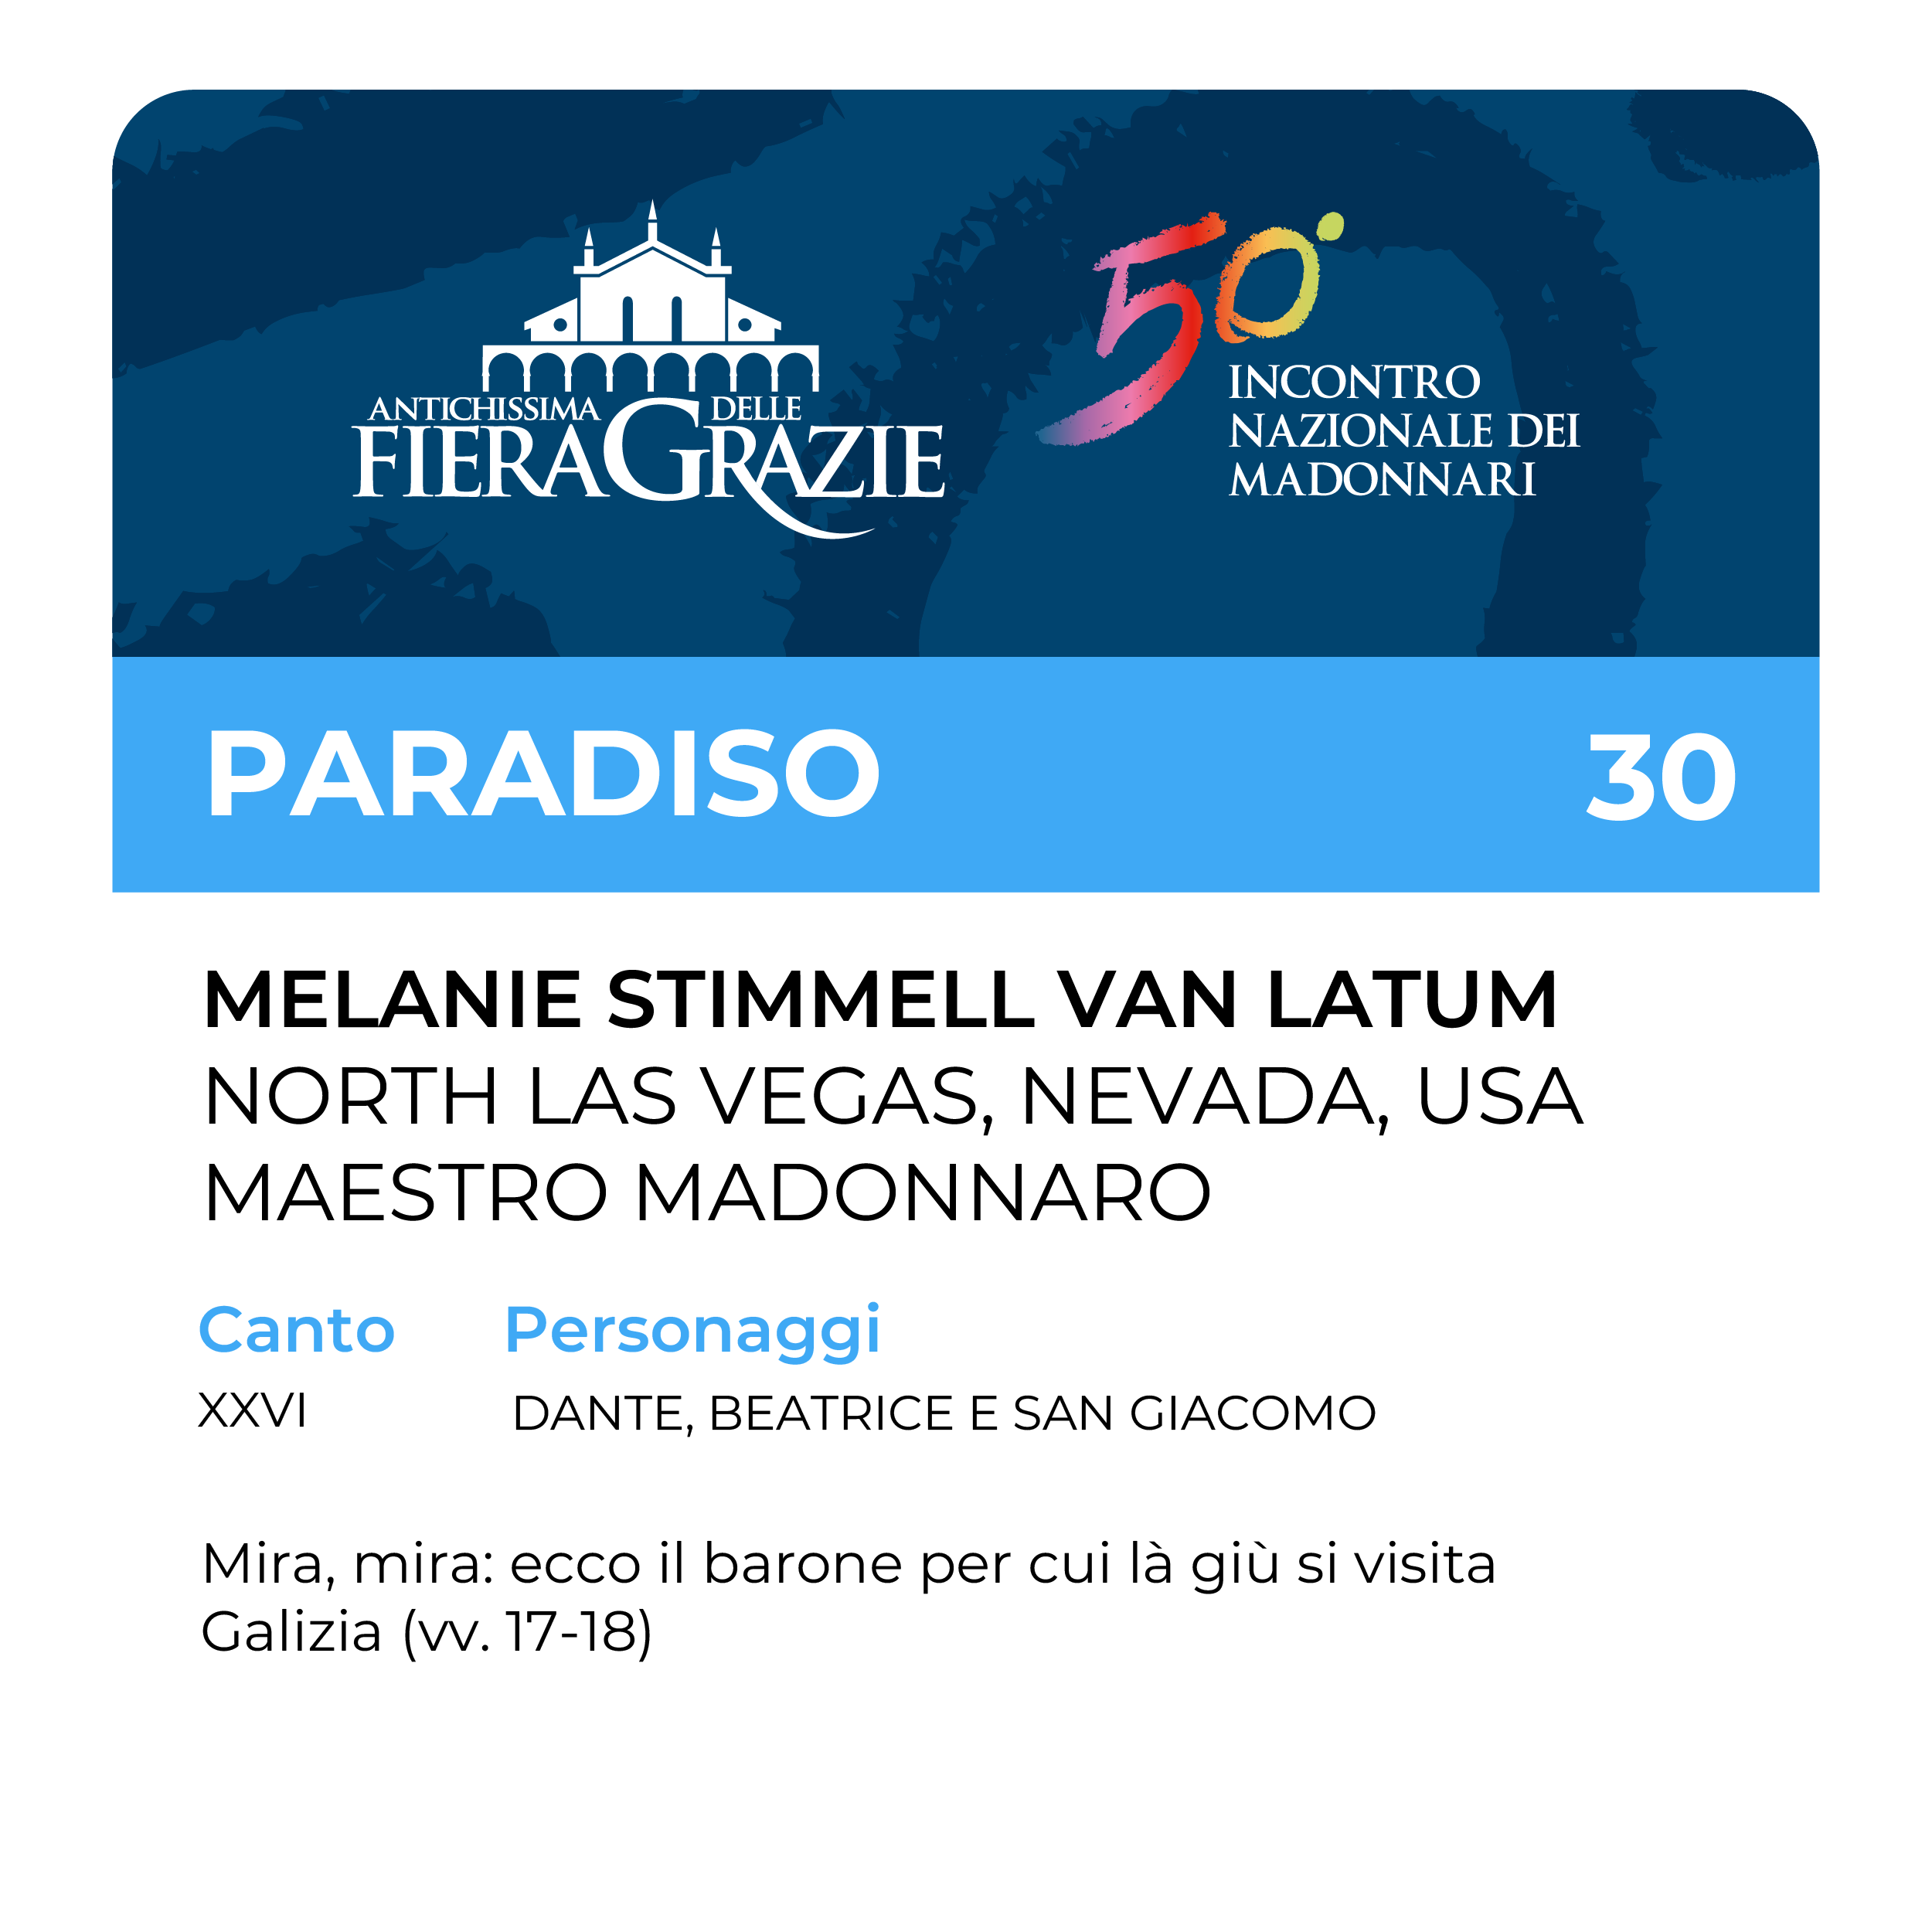 ANTICHISSIMA DELLE
FIERAGRAZIE
50°
INCONTRO
NAZIONALE DEI
MADONNARI
PARADISO 30
MELANIE STIMMELL VAN LATUM
NORTH LAS VEGAS, NEVADA, USA
MAESTRO MADONNARO
Canto Personaggi
XXVI DANTE, BEATRICE E SAN GIACOMO
Mira, mira: ecco il barone per cui là giù si visita
Galizia (vv. 17-18)